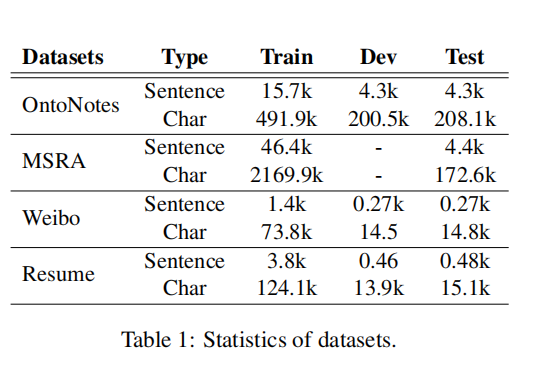 Datasets Type Train Dev Test
OntoNotes Sentence 15.7k 4.3k 4.3k
Char 491.9k 200.5k 208.1k
MSRA Sentence 46.4k - 4.4k
Char 2169.9k - 172.6k
Weibo Sentence 1.4k 0.27k 0.27k
Char 73.8k 14.5 14.8k
Resume Sentence 3.8k 0.46 0.48k
Char 124.1k 13.9k 15.1k
Table 1: Statistics of datasets.